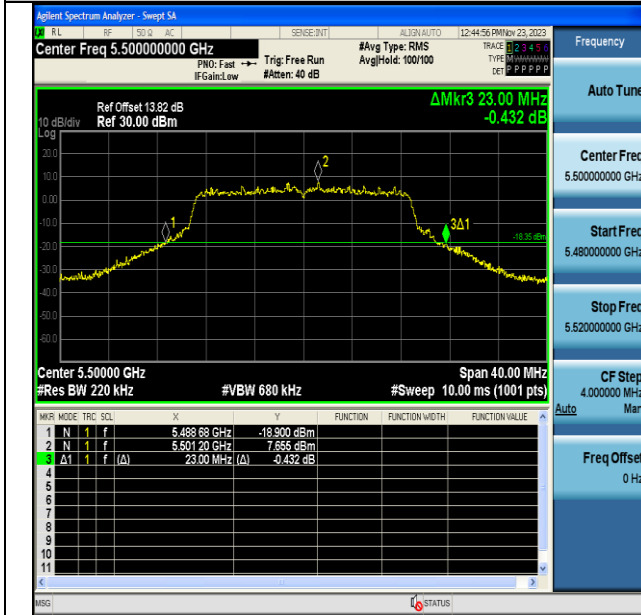 Agilent Spectrum Analyzer - Swept SA
RL RF 50 Ω AC SENSE:INT ALIGN AUTO 12:44:56 PM Nov 23, 2023
Center Freq 5.500000000 GHz #Avg Type: RMS TRACE 1 2 3 4 5 6
PNO: Fast Trig: Free Run Avg|Hold: 100/100 TYPE M
IFGain:Low #Atten: 40 dB DET P P P P P P
Frequency
Auto Tune
Center Freq
5.500000000 GHz
Start Freq
5.480000000 GHz
Stop Freq
5.520000000 GHz
CF Step
4.000000 MHz
Auto Man
Freq Offset
0 Hz
ΔMkr3 23.00 MHz
-0.432 dB
Ref Offset 13.82 dB
10 dB/div Ref 30.00 dBm
Log
20.0
10.0
0.00
-10.0
-20.0
-30.0
-40.0
-50.0
-60.0
1
2
3Δ1
-18.35 dBm
Center 5.50000 GHz Span 40.00 MHz
#Res BW 220 kHz #VBW 680 kHz #Sweep 10.00 ms (1001 pts)
MKR MODE TRC SCL X Y FUNCTION FUNCTION WIDTH FUNCTION VALUE
1 N 1 f 5.488 68 GHz -18.900 dBm
2 N 1 f 5.501 20 GHz 7.655 dBm
3 Δ1 1 f (Δ) 23.00 MHz (Δ) -0.432 dB
4
5
6
7
8
9
10
11
MSG STATUS